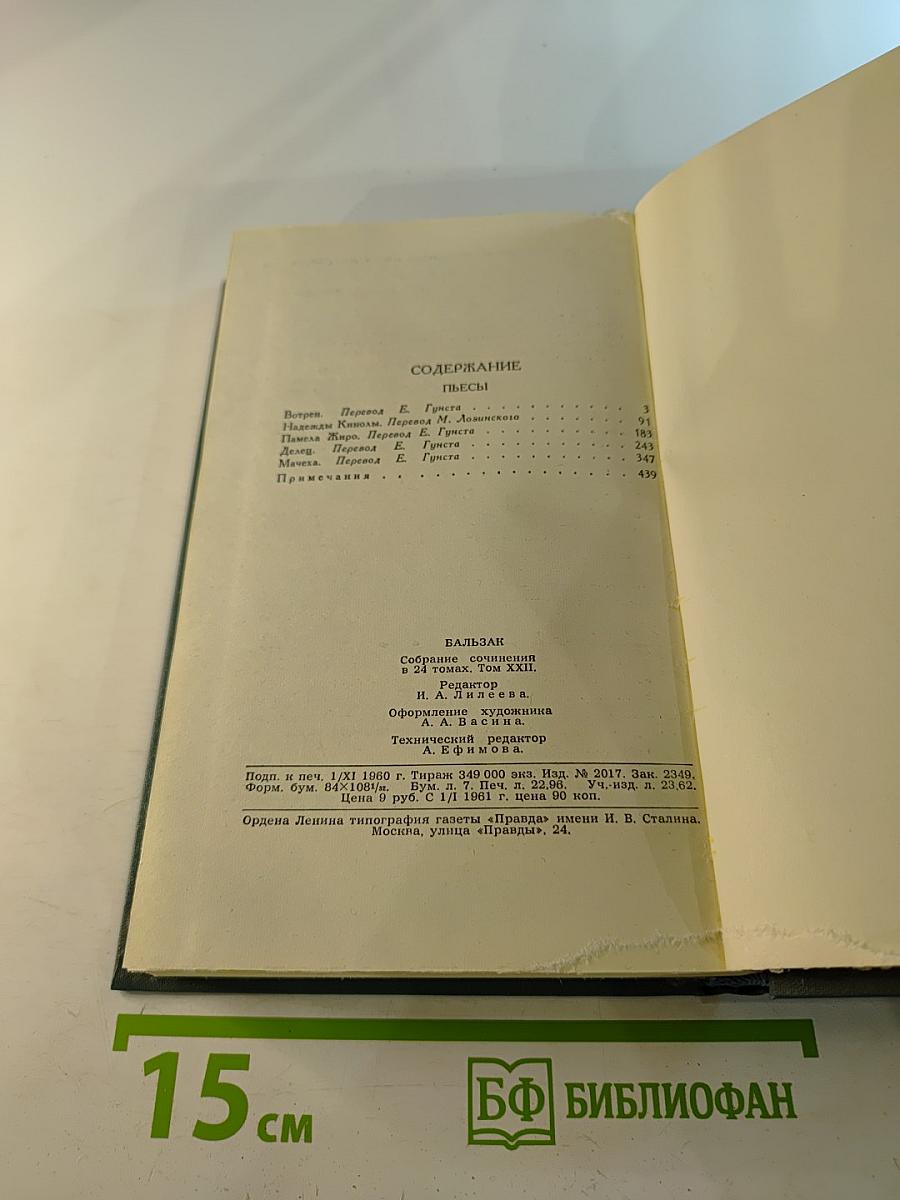 СОДЕРЖАНИЕ
ПЬЕСЫ
Вотрен. Перевод Е. Гунста . . . . . . . . . . . . 3
Надежды Кинолы. Перевод М. Лозинского . . . . . . . 91
Памела Жиро. Перевод Е. Гунста . . . . . . . . . . 183
Делец. Перевод Е. Гунста . . . . . . . . . . . 243
Мачеха. Перевод Е. Гунста . . . . . . . . . . . 347
Примечания . . . . . . . . . . . . . . . . 439
БАЛЬЗАК
Собрание сочинений
в 24 томах. Том XXII.
Редактор
И. А. Лилеева.
Оформление художника
А. А. Васина.
Технический редактор
А. Ефимова.
Подп. к печ. 1/XI 1960 г. Тираж 349 000 экз. Изд. № 2017. Зак. 2349.
Форм. бум. 84×108¹/₃₂. Бум. л. 7. Печ. л. 22,96. Уч.-изд. л. 23,62.
Цена 9 руб. С 1/I 1961 г. цена 90 коп.
Ордена Ленина типография газеты «Правда» имени И. В. Сталина.
Москва, улица «Правды», 24.
15 см
БФ БИБЛИОФАН